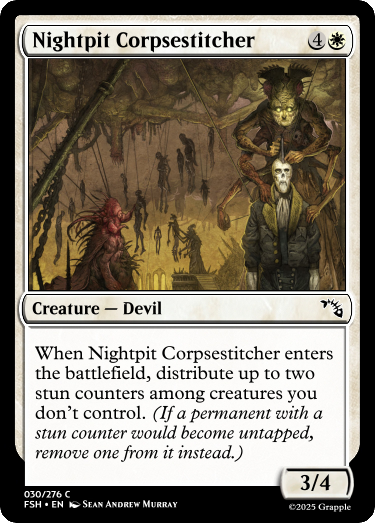 Nightpit Corpsestitcher 4
Creature — Devil
When Nightpit Corpsestitcher enters
the battlefield, distribute up to two
stun counters among creatures you
don't control. (If a permanent with a
stun counter would become untapped,
remove one from it instead.)
3/4
030/276 C
FSH • EN Sean Andrew Murray
©2025 Grapple